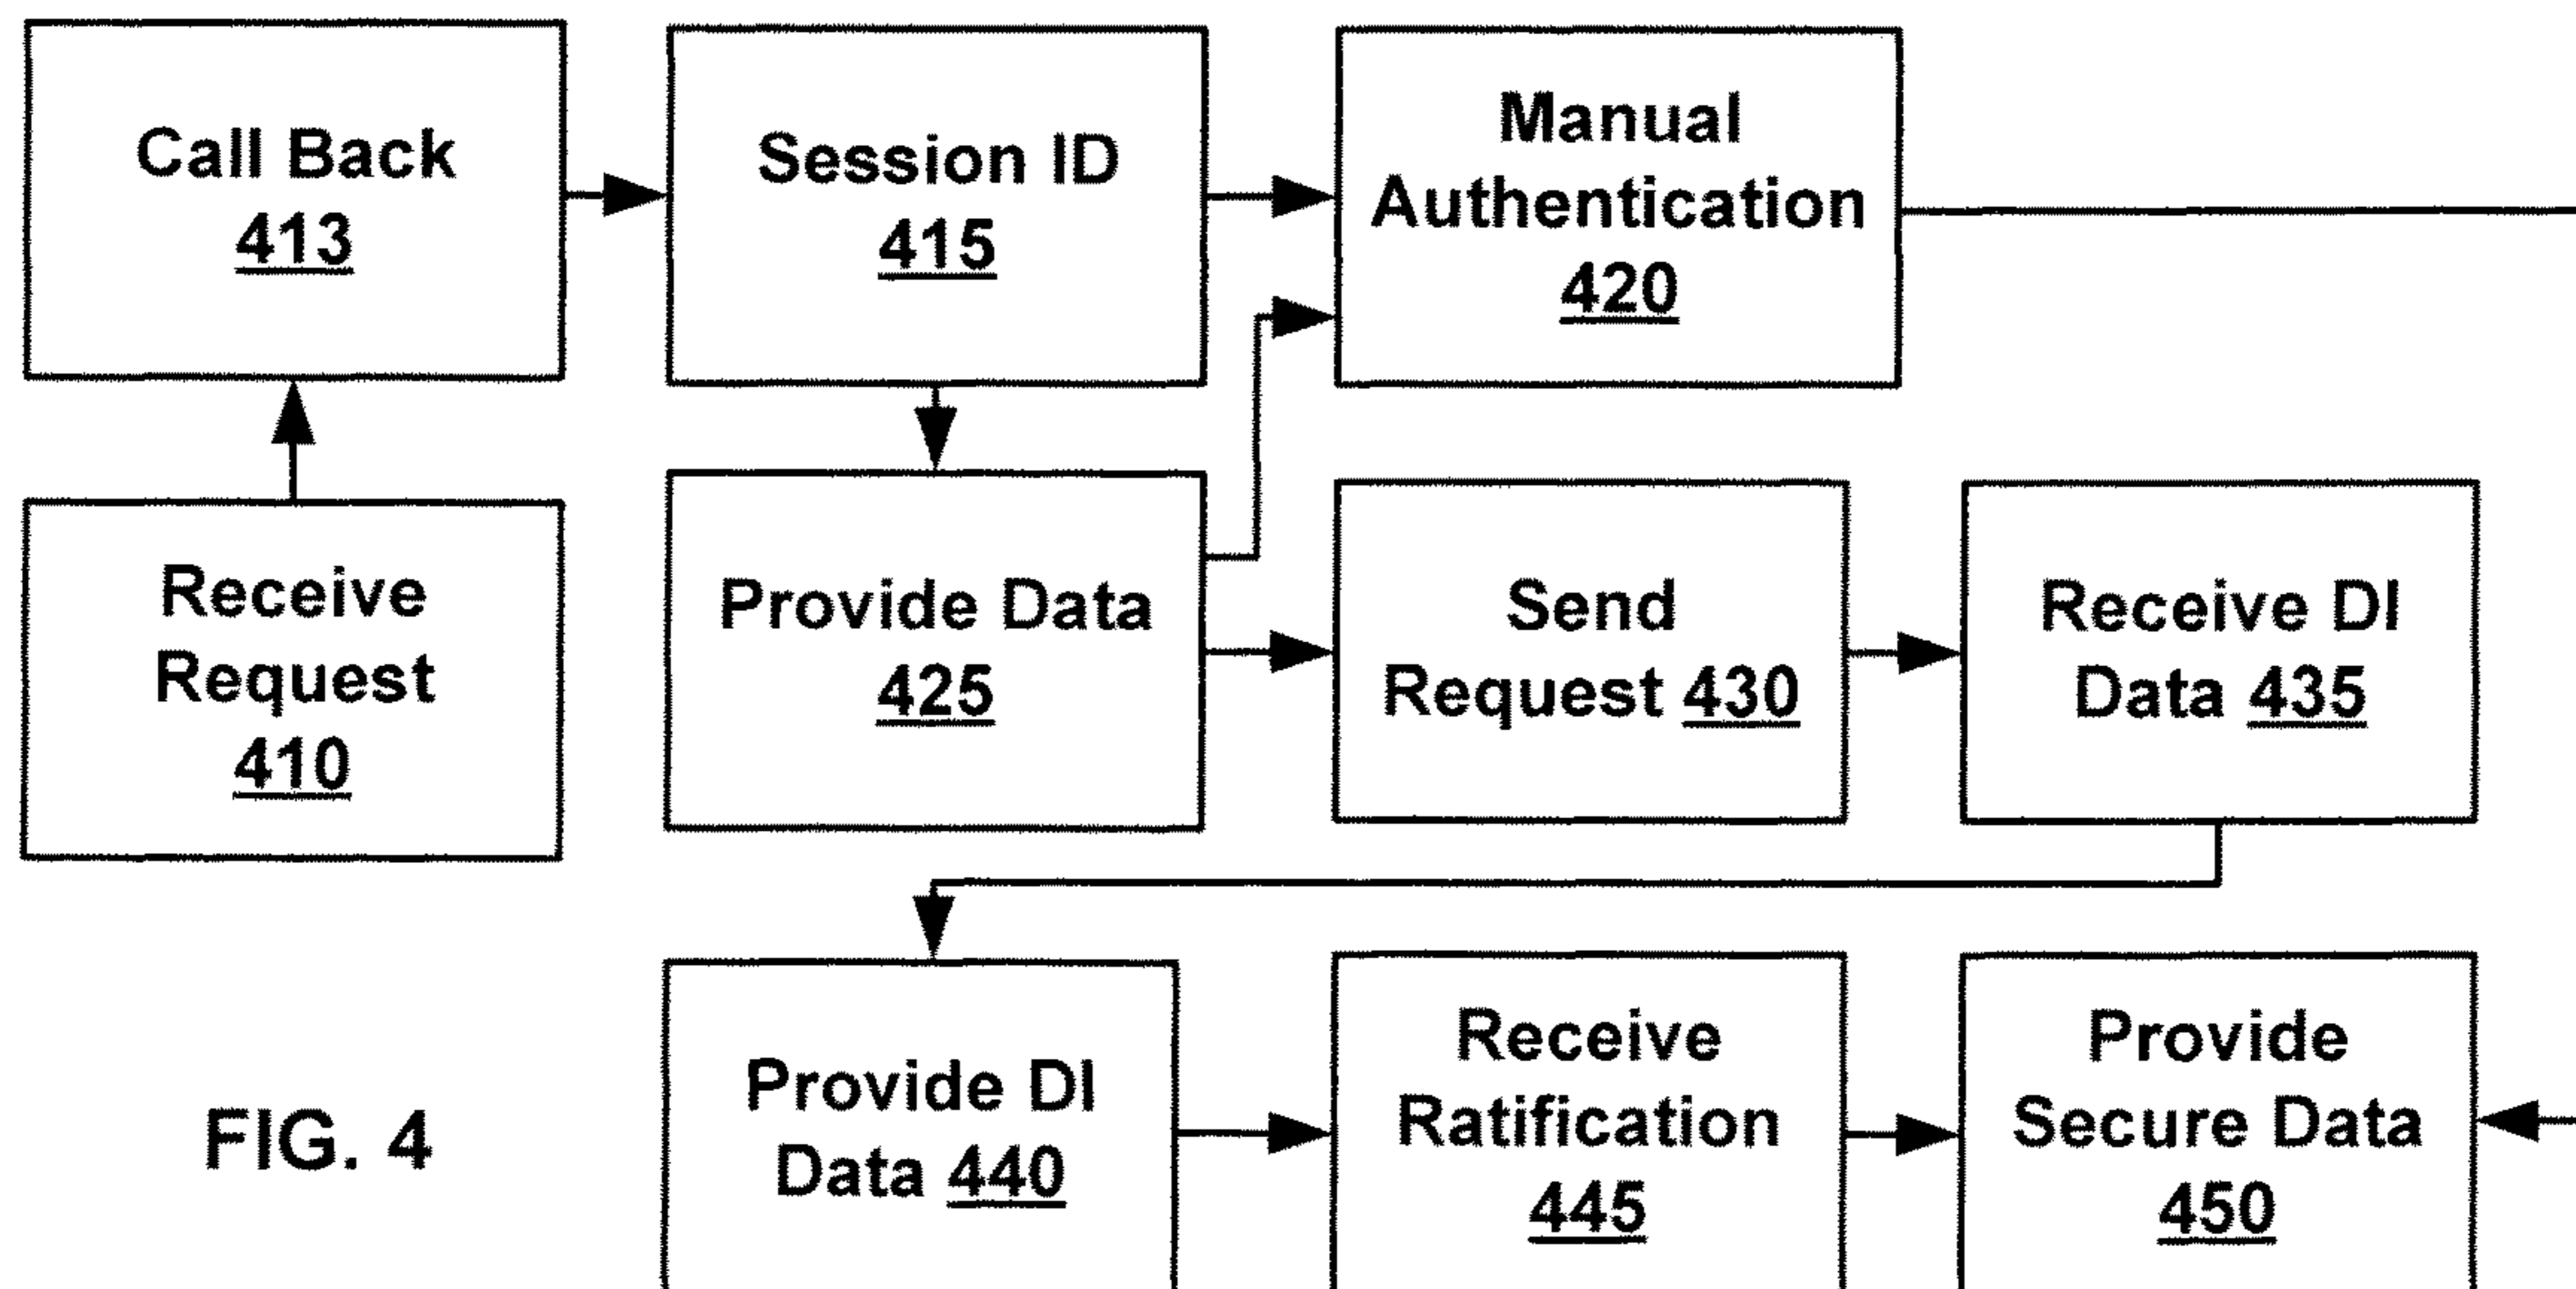 Call Back
413
Session ID
415
Manual
Authentication
420
Receive
Request
410
Provide Data
425
Send
Request 430
Receive DI
Data 435
Provide DI
Data 440
Receive
Ratification
445
Provide
Secure Data
450
FIG. 4